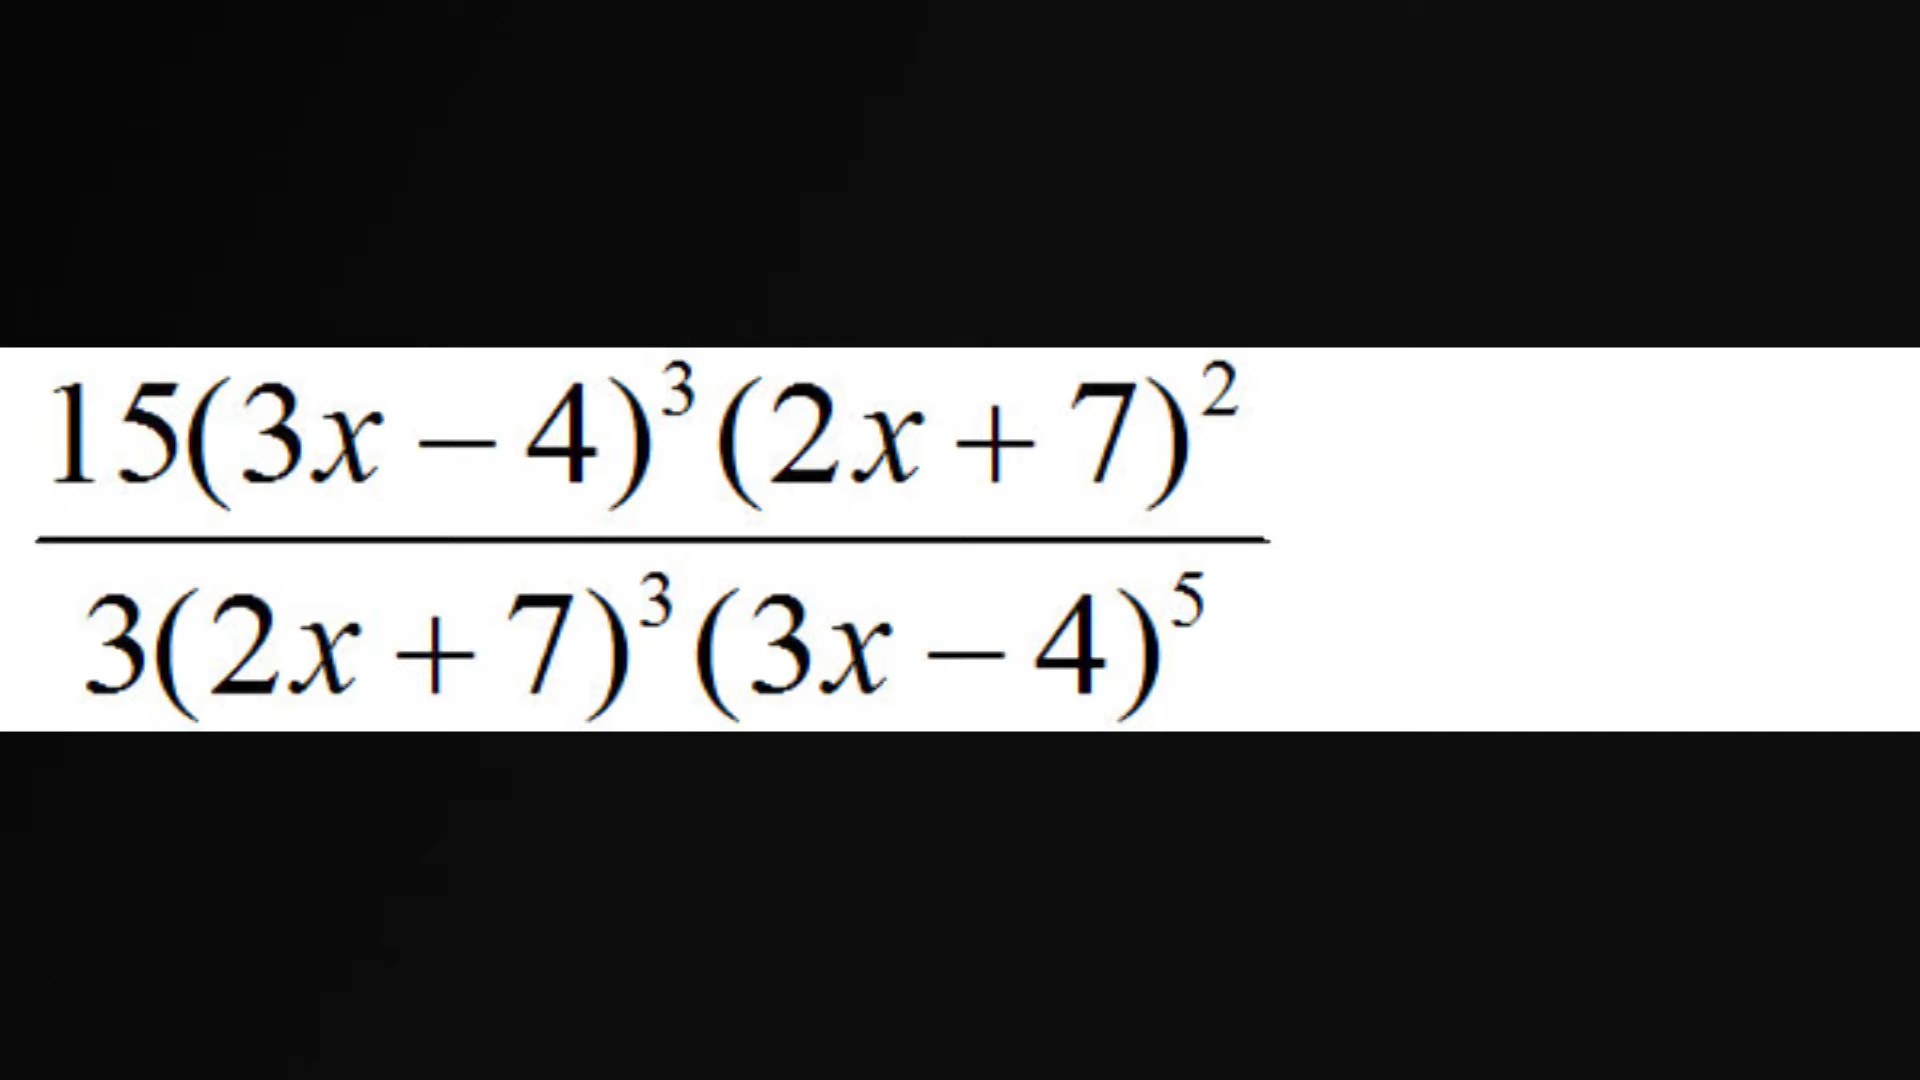 15(3x − 4)³(2x + 7)²
3(2x + 7)³(3x − 4)⁵